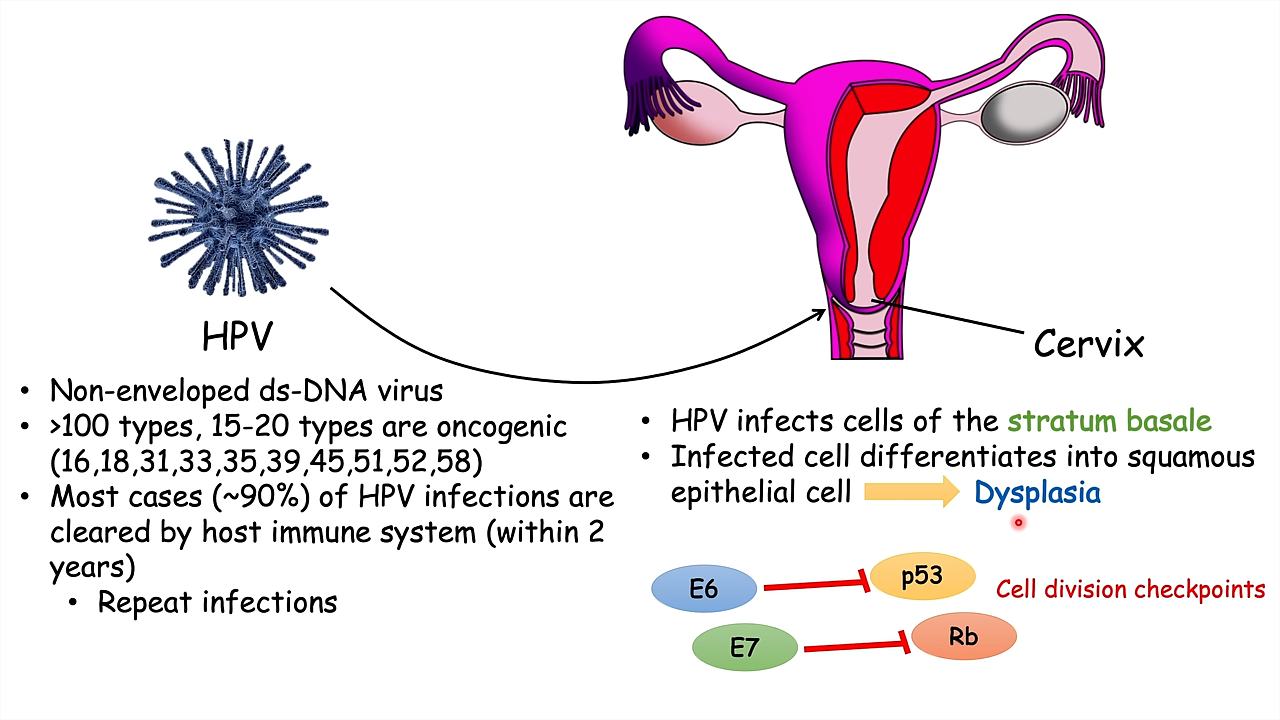 HPV
• Non-enveloped ds-DNA virus
• >100 types, 15-20 types are oncogenic
(16,18,31,33,35,39,45,51,52,58)
• Most cases (~90%) of HPV infections are
cleared by host immune system (within 2
years)
• Repeat infections
Cervix
• HPV infects cells of the stratum basale
• Infected cell differentiates into squamous
epithelial cell Dysplasia
E6 p53 Cell division checkpoints
E7 Rb